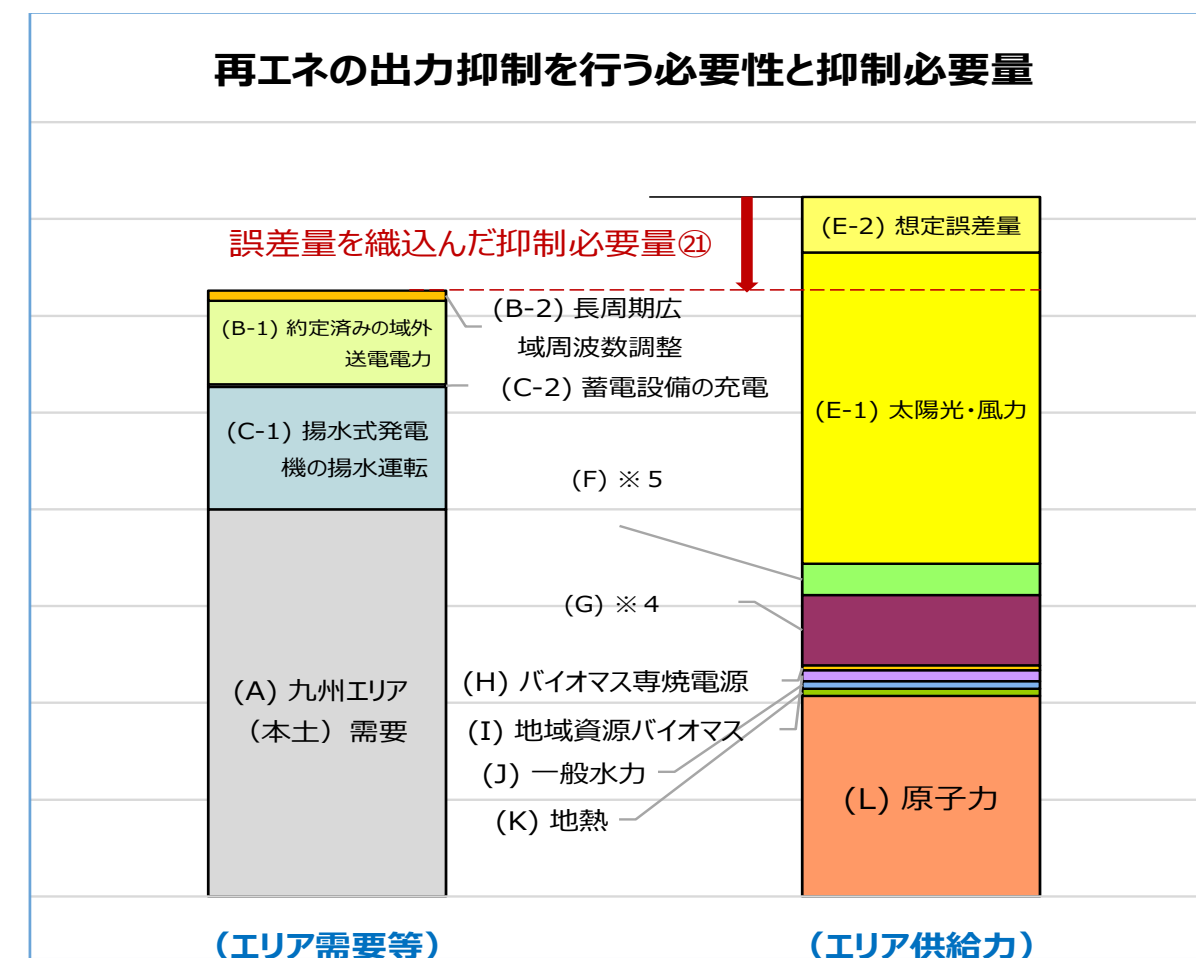 再エネの出力抑制を行う必要性と抑制必要量
誤差量を織込んだ抑制必要量㉑
(B-2) 長周期広
域周波数調整
(B-1) 約定済みの域外
送電電力
(C-2) 蓄電設備の充電
(C-1) 揚水式発電
機の揚水運転
(A) 九州エリア
（本土）需要
(エリア需要等)
(E-2) 想定誤差量
(E-1) 太陽光・風力
(F) ※５
(G) ※４
(H) バイオマス専焼電源
(I) 地域資源バイオマス
(J) 一般水力
(K) 地熱
(L) 原子力
(エリア供給力)